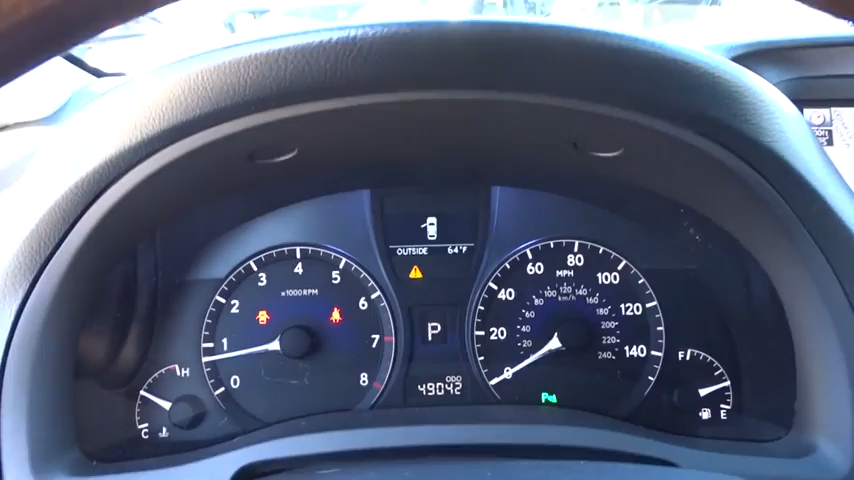 OUTSIDE 64°F
x1000RPM
0 1 2 3 4 5 6 7 8
H
C
P
ODO
49042
MPH
0 20 40 60 80 100 120 140
km/h
20 40 60 80 100 120 140 160 180 200 220 240
F
E